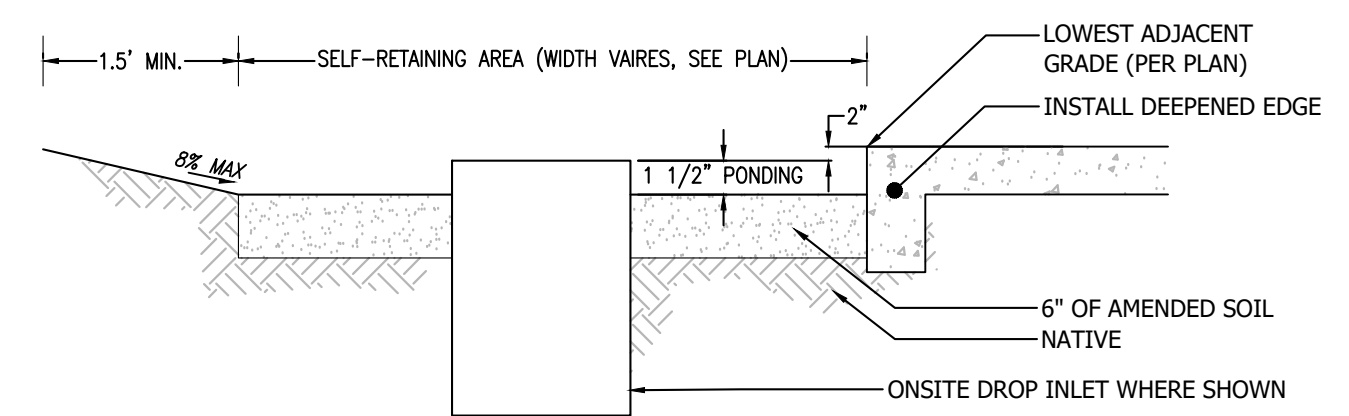 LOWEST ADJACENT
GRADE (PER PLAN)
1.5' MIN.
SELF-RETAINING AREA (WIDTH VAIRES, SEE PLAN)
INSTALL DEEPENED EDGE
2"
8% MAX
1 1/2" PONDING
6" OF AMENDED SOIL
NATIVE
ONSITE DROP INLET WHERE SHOWN